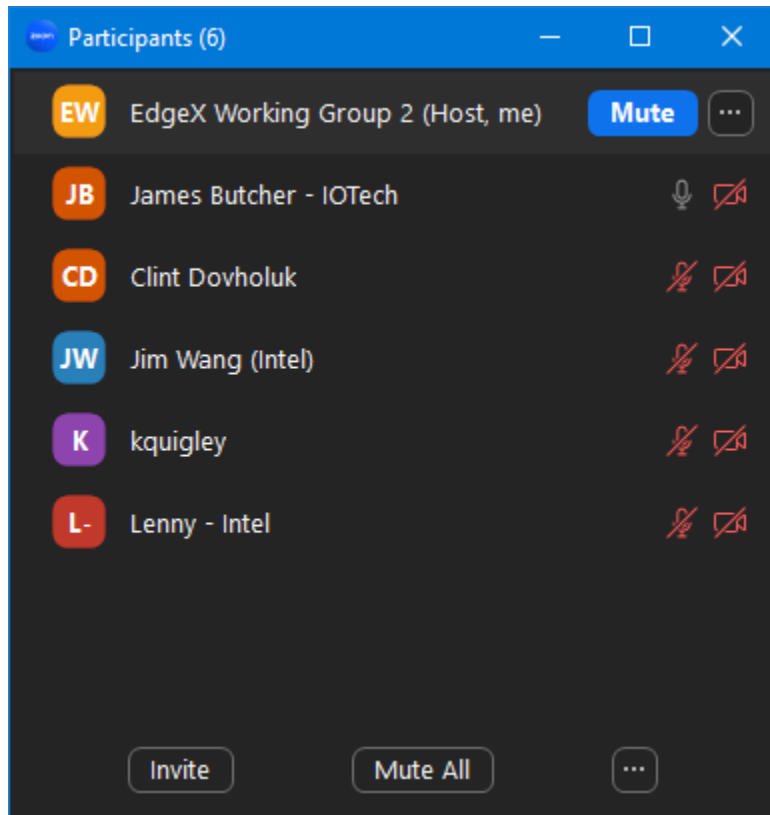 zoom Participants (6)
EW EdgeX Working Group 2 (Host, me) Mute ...
JB James Butcher - IOTech
CD Clint Dovholuk
JW Jim Wang (Intel)
K kquigley
L- Lenny - Intel
Invite Mute All ...